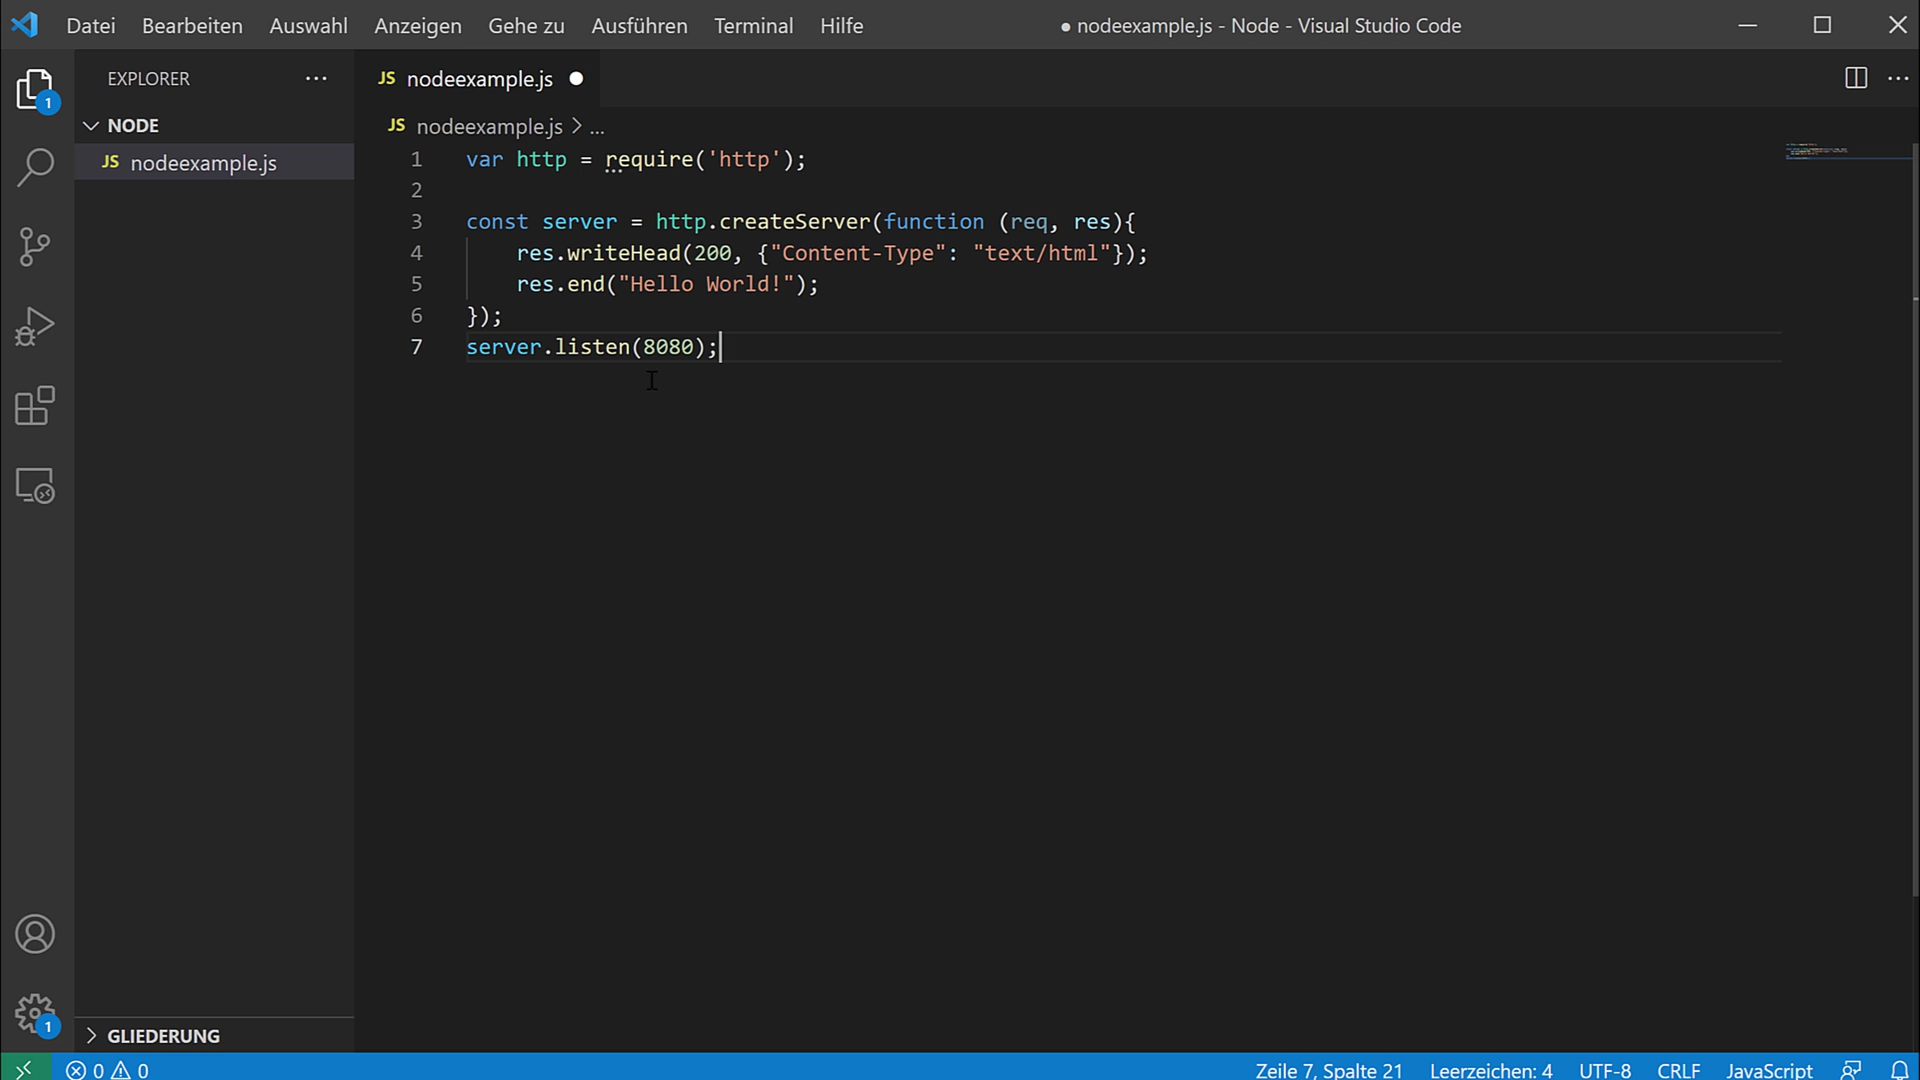 Datei Bearbeiten Auswahl Anzeigen Gehe zu Ausführen Terminal Hilfe ● nodeexample.js - Node - Visual Studio Code
EXPLORER ···
JS nodeexample.js ●
NODE
JS nodeexample.js
JS nodeexample.js > ...
1 var http = require('http');
2
3 const server = http.createServer(function (req, res){
4     res.writeHead(200, {"Content-Type": "text/html"});
5     res.end("Hello World!");
6 });
7 server.listen(8080);
1
1
GLIEDERUNG
0 0 Zeile 7, Spalte 21 Leerzeichen: 4 UTF-8 CRLF JavaScript